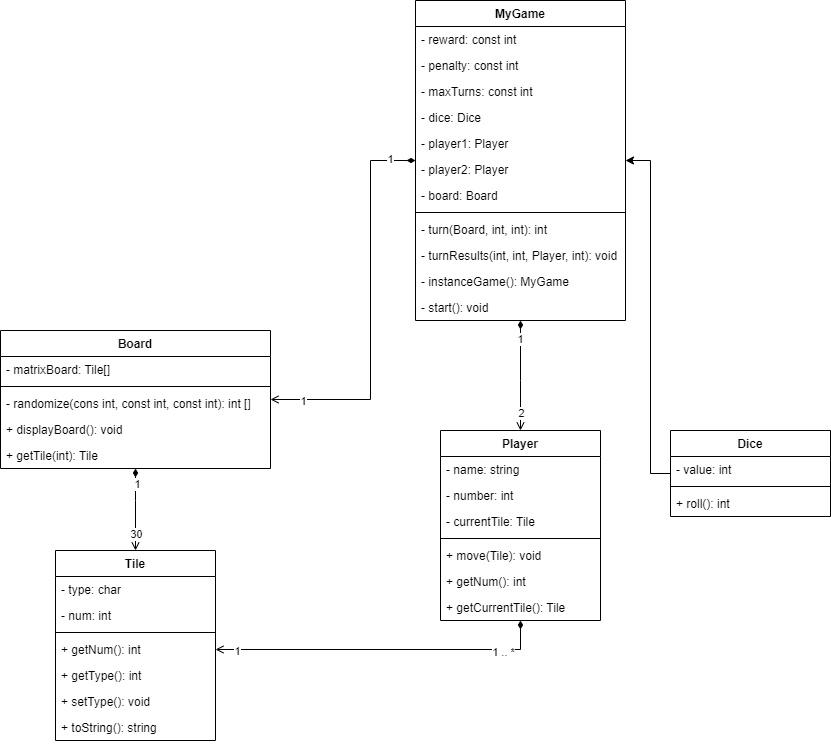 MyGame
- reward: const int
- penalty: const int
- maxTurns: const int
- dice: Dice
- player1: Player
- player2: Player
- board: Board
- turn(Board, int, int): int
- turnResults(int, int, Player, int): void
- instanceGame(): MyGame
- start(): void
1
1
1
2
Board
- matrixBoard: Tile[]
- randomize(cons int, const int, const int): int []
+ displayBoard(): void
+ getTile(int): Tile
1
30
Player
- name: string
- number: int
- currentTile: Tile
+ move(Tile): void
+ getNum(): int
+ getCurrentTile(): Tile
Dice
- value: int
+ roll(): int
Tile
- type: char
- num: int
+ getNum(): int
+ getType(): int
+ setType(): void
+ toString(): string
1
1 .. *